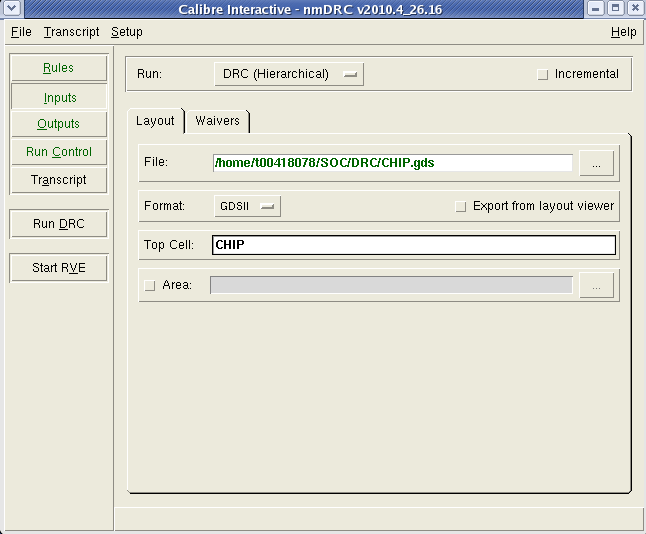 Calibre Interactive - nmDRC v2010.4_26.16
File Transcript Setup Help
Rules
Inputs
Outputs
Run Control
Transcript
Run DRC
Start RVE
Run: DRC (Hierarchical) Incremental
Layout Waivers
File: /home/t00418078/SOC/DRC/CHIP.gds ...
Format: GDSII Export from layout viewer
Top Cell: CHIP
Area: ...